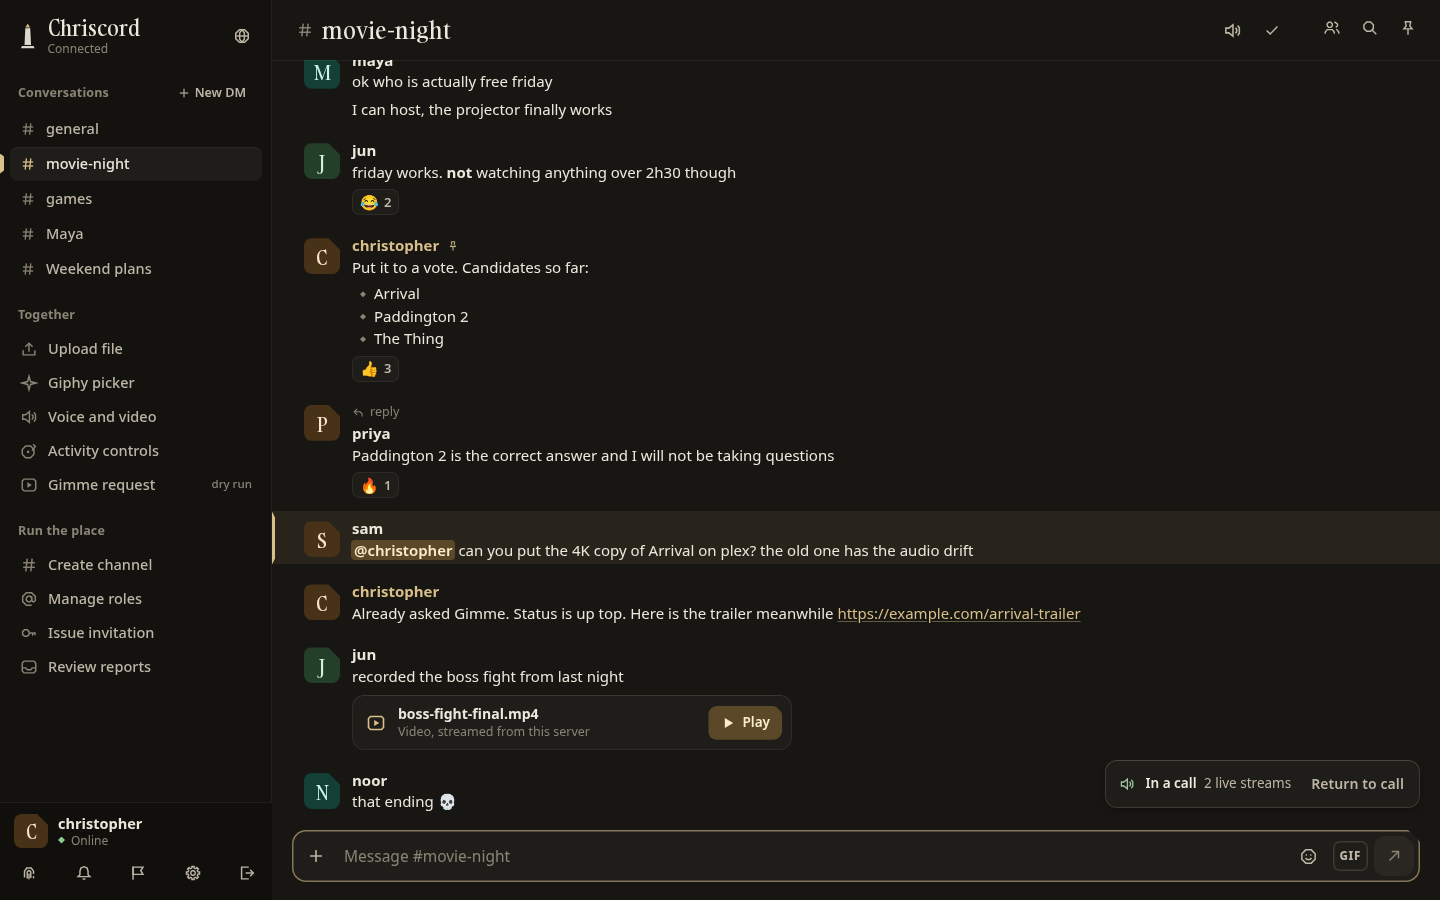 Chriscord
Connected
Conversations
+ New DM
# general
# movie-night
# games
# Maya
# Weekend plans
Together
Upload file
Giphy picker
Voice and video
Activity controls
Gimme request dry run
Run the place
# Create channel
Manage roles
Issue invitation
Review reports
C christopher
Online
# movie-night
M maya
ok who is actually free friday
I can host, the projector finally works
J jun
friday works. not watching anything over 2h30 though
😂 2
C christopher
Put it to a vote. Candidates so far:
Arrival
Paddington 2
The Thing
👍 3
reply
P priya
Paddington 2 is the correct answer and I will not be taking questions
🔥 1
S sam
@christopher can you put the 4K copy of Arrival on plex? the old one has the audio drift
C christopher
Already asked Gimme. Status is up top. Here is the trailer meanwhile https://example.com/arrival-trailer
J jun
recorded the boss fight from last night
boss-fight-final.mp4
Video, streamed from this server
Play
N noor
that ending 💀
In a call 2 live streams Return to call
+ Message #movie-night
GIF